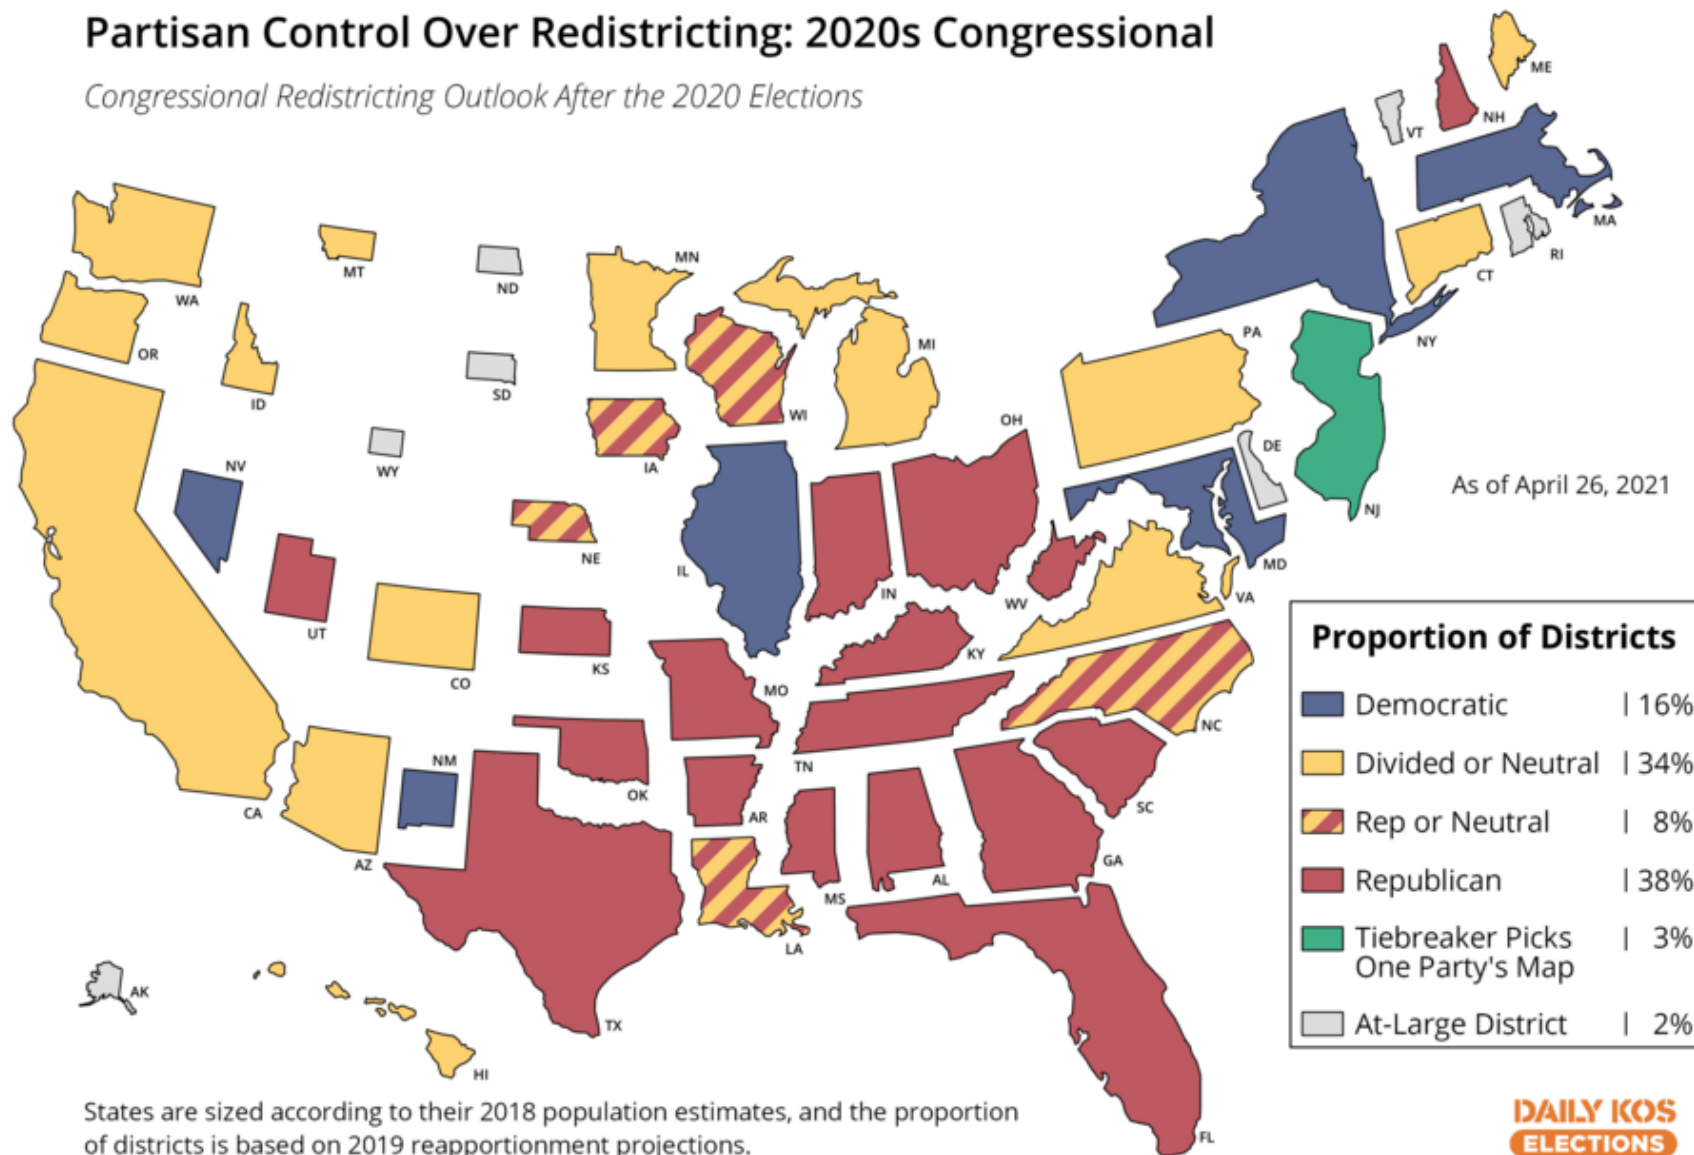 Partisan Control Over Redistricting: 2020s Congressional
Congressional Redistricting Outlook After the 2020 Elections
ME
VT
NH
MA
RI
CT
NY
WA
MT
ND
MN
OR
ID
SD
WI
MI
PA
OH
DE
NJ
As of April 26, 2021
WY
NV
IA
NE
IL
IN
WV
MD
VA
UT
CO
KS
MO
KY
NC
CA
AZ
NM
OK
TN
AR
SC
MS
AL
GA
LA
TX
AK
HI
FL
Proportion of Districts
Democratic | 16%
Divided or Neutral | 34%
Rep or Neutral | 8%
Republican | 38%
Tiebreaker Picks | 3%
One Party's Map
At-Large District | 2%
States are sized according to their 2018 population estimates, and the proportion
of districts is based on 2019 reapportionment projections.
DAILY KOS
ELECTIONS